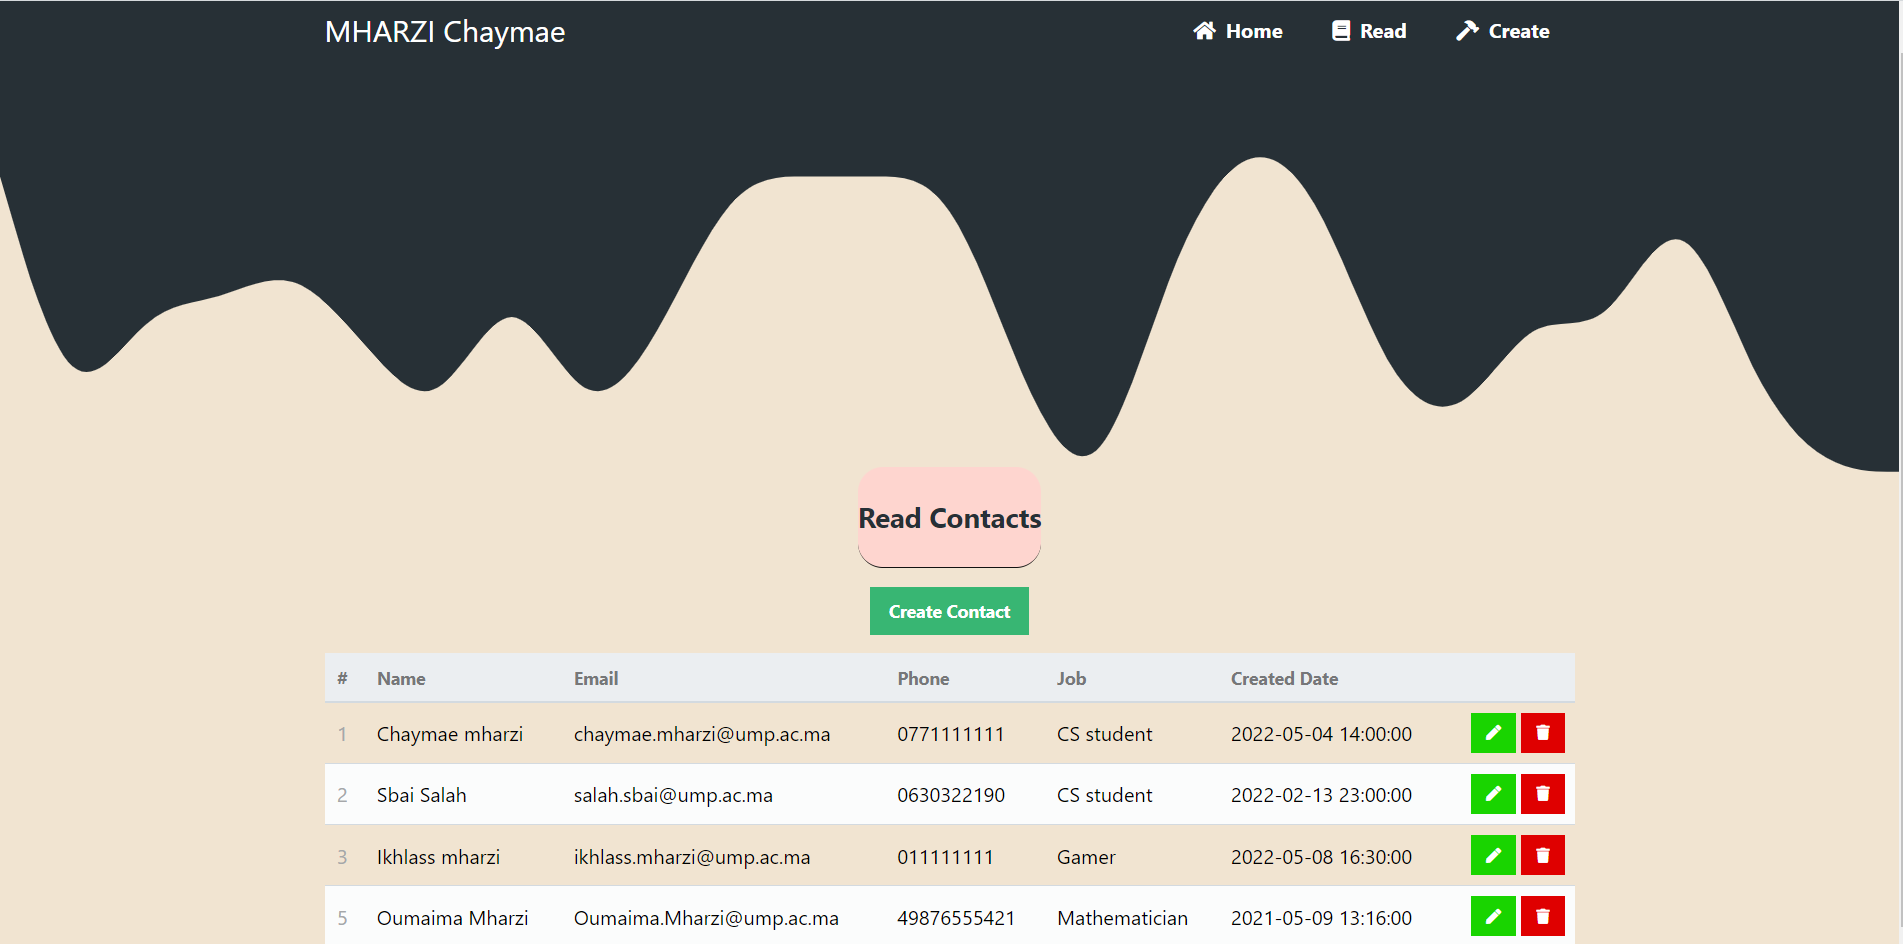 MHARZI Chaymae Home Read Create
Read Contacts
Create Contact
# Name Email Phone Job Created Date
1 Chaymae mharzi chaymae.mharzi@ump.ac.ma 0771111111 CS student 2022-05-04 14:00:00
2 Sbai Salah salah.sbai@ump.ac.ma 0630322190 CS student 2022-02-13 23:00:00
3 Ikhlass mharzi ikhlass.mharzi@ump.ac.ma 011111111 Gamer 2022-05-08 16:30:00
5 Oumaima Mharzi Oumaima.Mharzi@ump.ac.ma 49876555421 Mathematician 2021-05-09 13:16:00